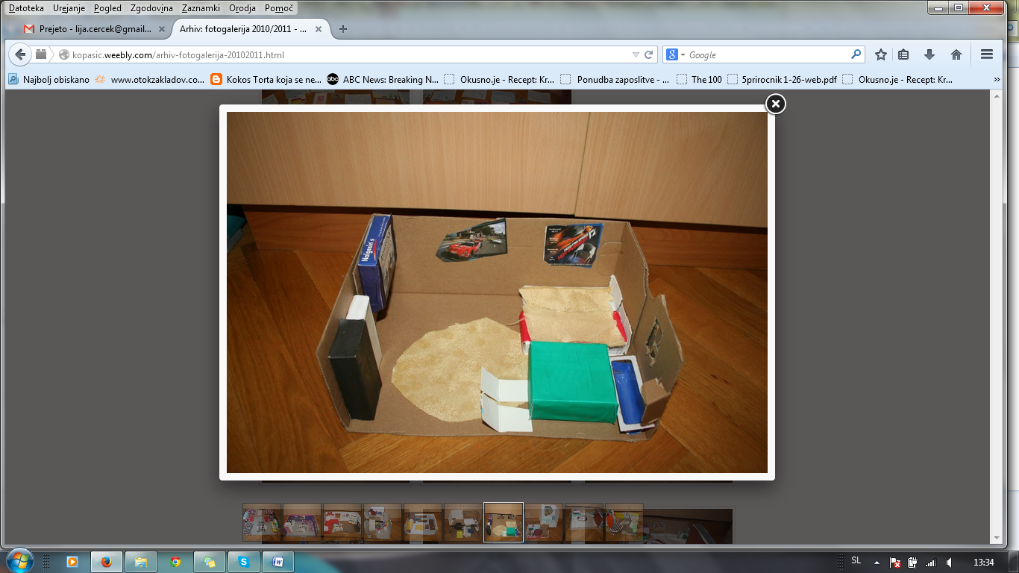 Datoteka Urejanje Pogled Zgodovina Zaznamki Orodja Pomoč
Prejeto - lija.cercek@gmail... Arhiv: fotogalerija 2010/2011 - ...
kopasic.weebly.com/arhiv-fotogalerija-20102011.html Google
Najbolj obiskano www.otokzakladov.co... Kokos Torta koja se ne... ABC News: Breaking N... Okusno.je - Recept: Kr... Ponudba zaposlitve - ... The 100 5prirocnik 1-26-web.pdf Okusno.je - Recept: Kr... »
SL 13:34